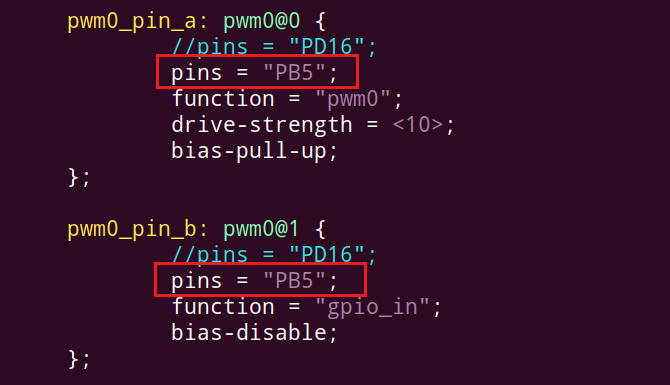 pwm0_pin_a: pwm0@0 {
//pins = "PD16";
pins = "PB5";
function = "pwm0";
drive-strength = <10>;
bias-pull-up;
};
pwm0_pin_b: pwm0@1 {
//pins = "PD16";
pins = "PB5";
function = "gpio_in";
bias-disable;
};